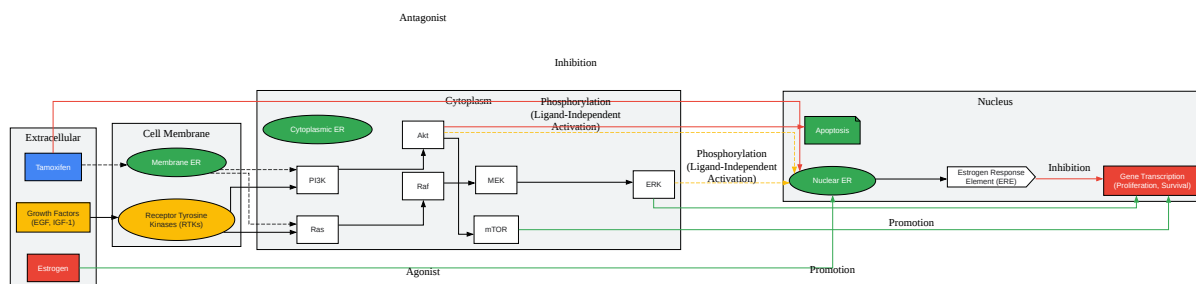 Antagonist
Inhibition
Cytoplasm
Phosphorylation
(Ligand-Independent
Activation)
Nucleus
Extracellular
Cell Membrane
Cytoplasmic ER
Akt
Apoptosis
Tamoxifen
Membrane ER
Phosphorylation
(Ligand-Independent
Activation)
PI3K
Raf
MEK
ERK
Nuclear ER
Estrogen Response
Element (ERE)
Inhibition
Gene Transcription
(Proliferation, Survival)
Growth Factors
(EGF, IGF-1)
Receptor Tyrosine
Kinases (RTKs)
Ras
mTOR
Promotion
Estrogen
Agonist
Promotion